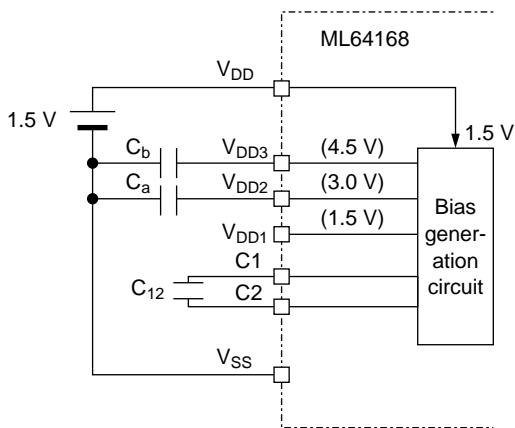 ML64168
VDD
1.5 V
1.5 V
Cb
VDD3
(4.5 V)
Ca
VDD2
(3.0 V)
VDD1
(1.5 V)
Bias
gener-
ation
circuit
C12
C1
C2
VSS